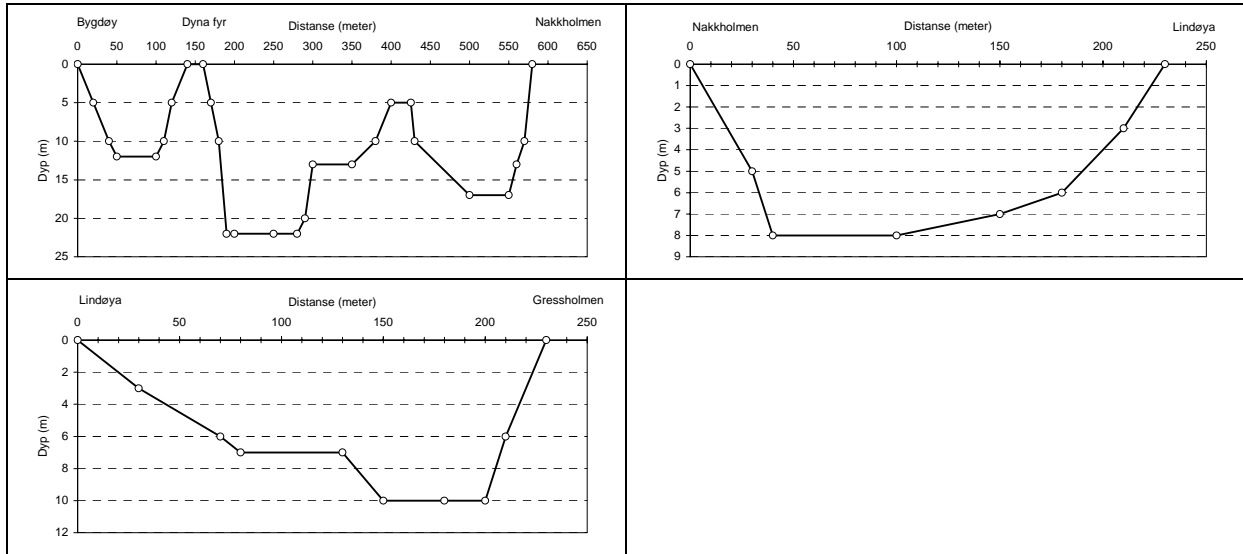 Bygdøy Dyna fyr Distanse (meter) Nakkholmen
0 50 100 150 200 250 300 350 400 450 500 550 600 650
0
5
10
15
20
25
Dyp (m)
Nakkholmen Distanse (meter) Lindøya
0 50 100 150 200 250
0
1
2
3
4
5
6
7
8
9
Dyp (m)
Lindøya Distanse (meter) Gressholmen
0 50 100 150 200 250
0
2
4
6
8
10
12
Dyp (m)